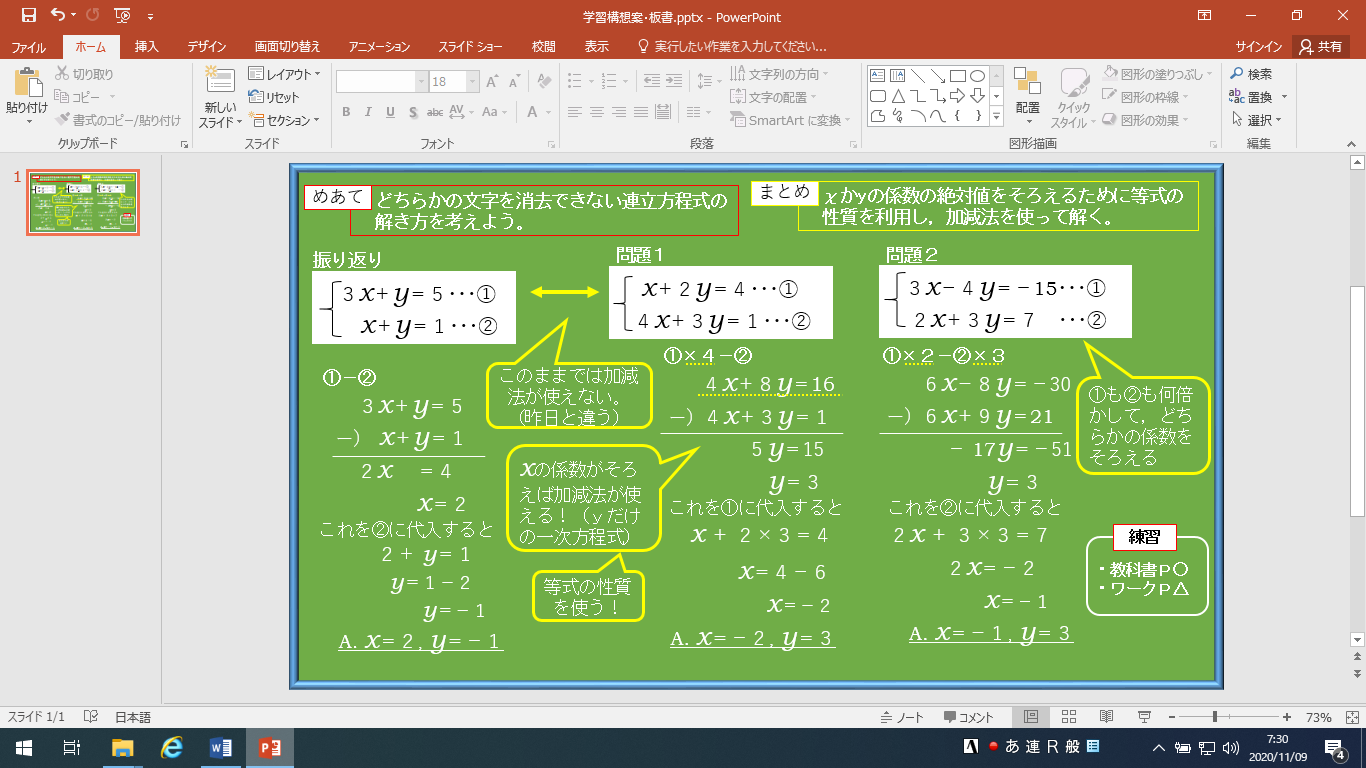 学習構想案・板書.pptx - PowerPoint
ファイル ホーム 挿入 デザイン 画面切り替え アニメーション スライド ショー 校閲 表示 実行したい作業を入力してください... サインイン 共有
貼り付け
切り取り
コピー
書式のコピー/貼り付け
クリップボード
新しい
スライド
レイアウト
リセット
セクション
スライド
18
B I U S abc AV Aa A
フォント
文字列の方向
文字の配置
SmartArt に変換
段落
配置
クイック
スタイル
図形の塗りつぶし
図形の枠線
図形の効果
図形描画
検索
置換
選択
編集
1
めあて
どちらかの文字を消去できない連立方程式の
解き方を考えよう。
まとめ
χかyの係数の絶対値をそろえるために等式の
性質を利用し，加減法を使って解く。
振り返り
3x+y=5…①
x+y=1…②
①－②
3x+y=5
－）x+y=1
2x =4
x=2
これを②に代入すると
2+y=1
y=1－2
y=－1
A. x=2, y=－1
このままでは加減
法が使えない。
（昨日と違う）
xの係数がそろ
えば加減法が使
える！（ｙだけ
の一次方程式）
等式の性質
を使う！
問題１
x+2y=4…①
4x+3y=1…②
①×4－②
4x+8y=16
－）4x+3y=1
5y=15
y=3
これを①に代入すると
x+2×3=4
x=4－6
x=－2
A. x=－2, y=3
問題２
3x－4y=－15…①
2x+3y=7 …②
①×2－②×3
6x－8y=－30
－）6x+9y=21
－17y=－51
y=3
これを②に代入すると
2x+3×3=7
2x=－2
x=－1
A. x=－1, y=3
①も②も何倍
かして，どち
らかの係数を
そろえる
練習
・教科書Ｐ○
・ワークＰ△
スライド 1/1 日本語 ノート コメント 73%
A あ 連 R 般
7:30
2020/11/09
4